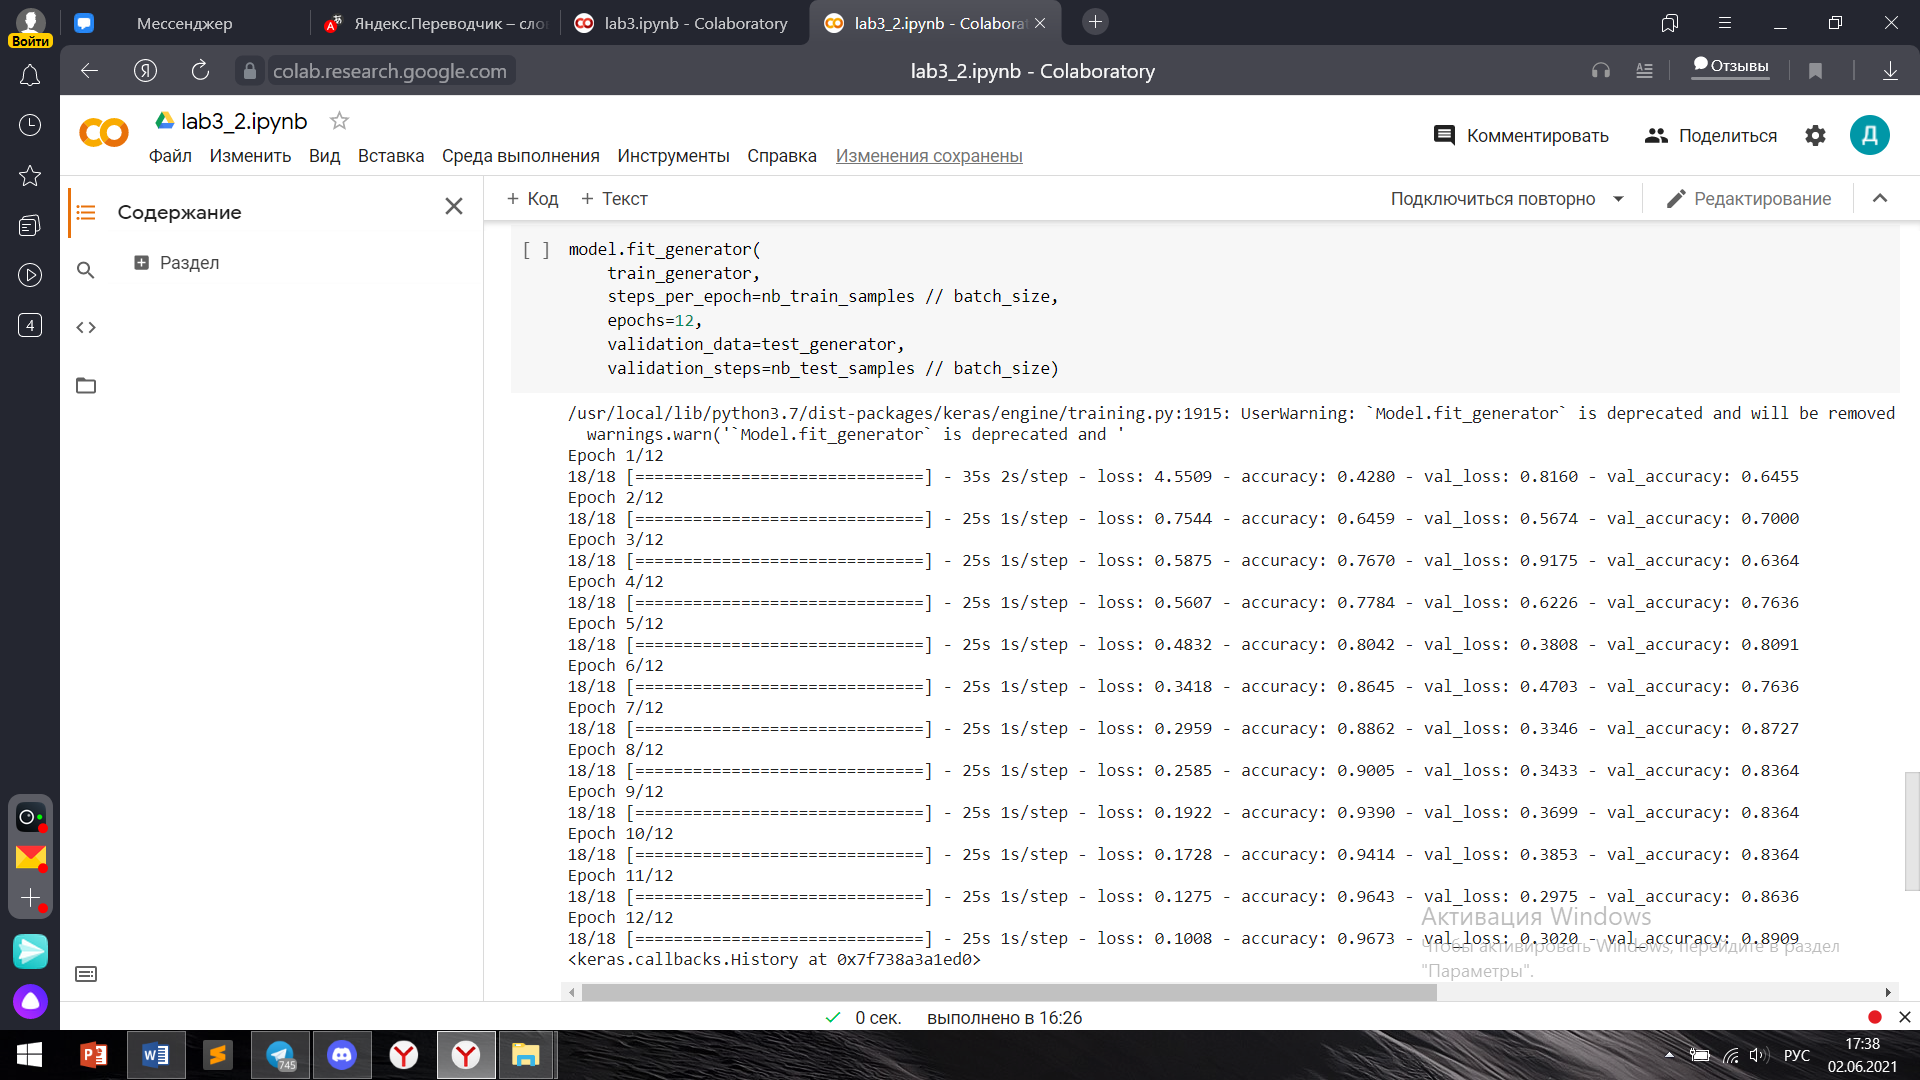 Мессенджер
Яндекс.Переводчик – сло
lab3.ipynb - Colaboratory
lab3_2.ipynb - Colabora
Войти
colab.research.google.com
lab3_2.ipynb - Colaboratory
Отзывы
lab3_2.ipynb
Файл Изменить Вид Вставка Среда выполнения Инструменты Справка Изменения сохранены
Комментировать
Поделиться
Д
Содержание
Раздел
4
+ Код + Текст
Подключиться повторно
Редактирование
[ ] model.fit_generator(
train_generator,
steps_per_epoch=nb_train_samples // batch_size,
epochs=12,
validation_data=test_generator,
validation_steps=nb_test_samples // batch_size)
/usr/local/lib/python3.7/dist-packages/keras/engine/training.py:1915: UserWarning: `Model.fit_generator` is deprecated and will be removed
warnings.warn('`Model.fit_generator` is deprecated and '
Epoch 1/12
18/18 [==============================] - 35s 2s/step - loss: 4.5509 - accuracy: 0.4280 - val_loss: 0.8160 - val_accuracy: 0.6455
Epoch 2/12
18/18 [==============================] - 25s 1s/step - loss: 0.7544 - accuracy: 0.6459 - val_loss: 0.5674 - val_accuracy: 0.7000
Epoch 3/12
18/18 [==============================] - 25s 1s/step - loss: 0.5875 - accuracy: 0.7670 - val_loss: 0.9175 - val_accuracy: 0.6364
Epoch 4/12
18/18 [==============================] - 25s 1s/step - loss: 0.5607 - accuracy: 0.7784 - val_loss: 0.6226 - val_accuracy: 0.7636
Epoch 5/12
18/18 [==============================] - 25s 1s/step - loss: 0.4832 - accuracy: 0.8042 - val_loss: 0.3808 - val_accuracy: 0.8091
Epoch 6/12
18/18 [==============================] - 25s 1s/step - loss: 0.3418 - accuracy: 0.8645 - val_loss: 0.4703 - val_accuracy: 0.7636
Epoch 7/12
18/18 [==============================] - 25s 1s/step - loss: 0.2959 - accuracy: 0.8862 - val_loss: 0.3346 - val_accuracy: 0.8727
Epoch 8/12
18/18 [==============================] - 25s 1s/step - loss: 0.2585 - accuracy: 0.9005 - val_loss: 0.3433 - val_accuracy: 0.8364
Epoch 9/12
18/18 [==============================] - 25s 1s/step - loss: 0.1922 - accuracy: 0.9390 - val_loss: 0.3699 - val_accuracy: 0.8364
Epoch 10/12
18/18 [==============================] - 25s 1s/step - loss: 0.1728 - accuracy: 0.9414 - val_loss: 0.3853 - val_accuracy: 0.8364
Epoch 11/12
18/18 [==============================] - 25s 1s/step - loss: 0.1275 - accuracy: 0.9643 - val_loss: 0.2975 - val_accuracy: 0.8636
Epoch 12/12
18/18 [==============================] - 25s 1s/step - loss: 0.1008 - accuracy: 0.9673 - val_loss: 0.3020 - val_accuracy: 0.8909
<keras.callbacks.History at 0x7f738a3a1ed0>
Активация Windows
Чтобы активировать Windows, перейдите в раздел
"Параметры".
0 сек. выполнено в 16:26
745
РУС
17:38
02.06.2021